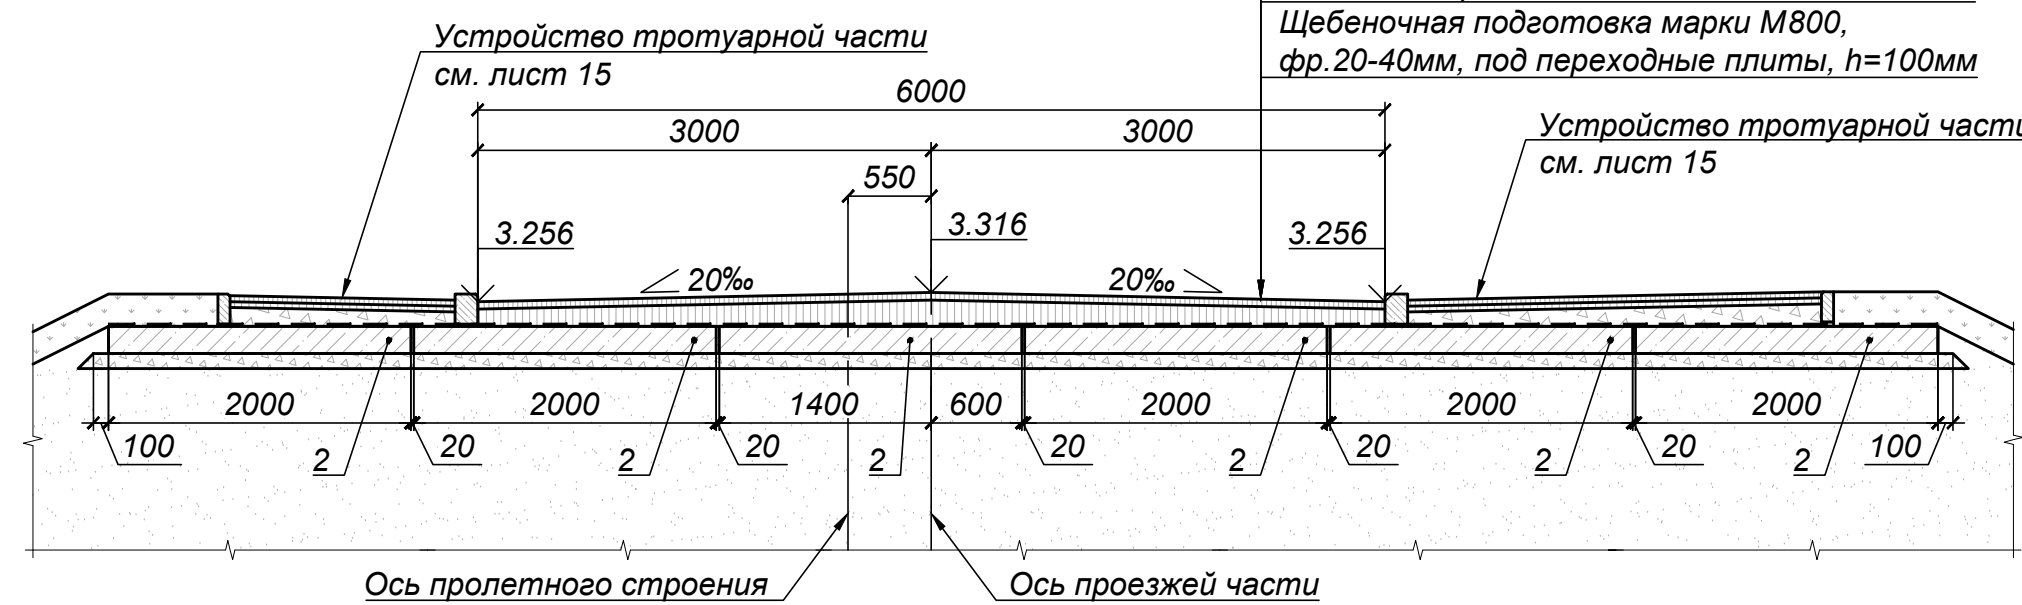 Устройство тротуарной части
см. лист 15
Щебеночная подготовка марки М800,
фр.20-40мм, под переходные плиты, h=100мм
6000
3000 3000
Устройство тротуарной части
см. лист 15
550
3.256 3.316 3.256
20‰ 20‰
2000 2000 1400 600 2000 2000 2000
100 2 20 2 20 2 20 2 20 2 20 2 100
Ось пролетного строения Ось проезжей части